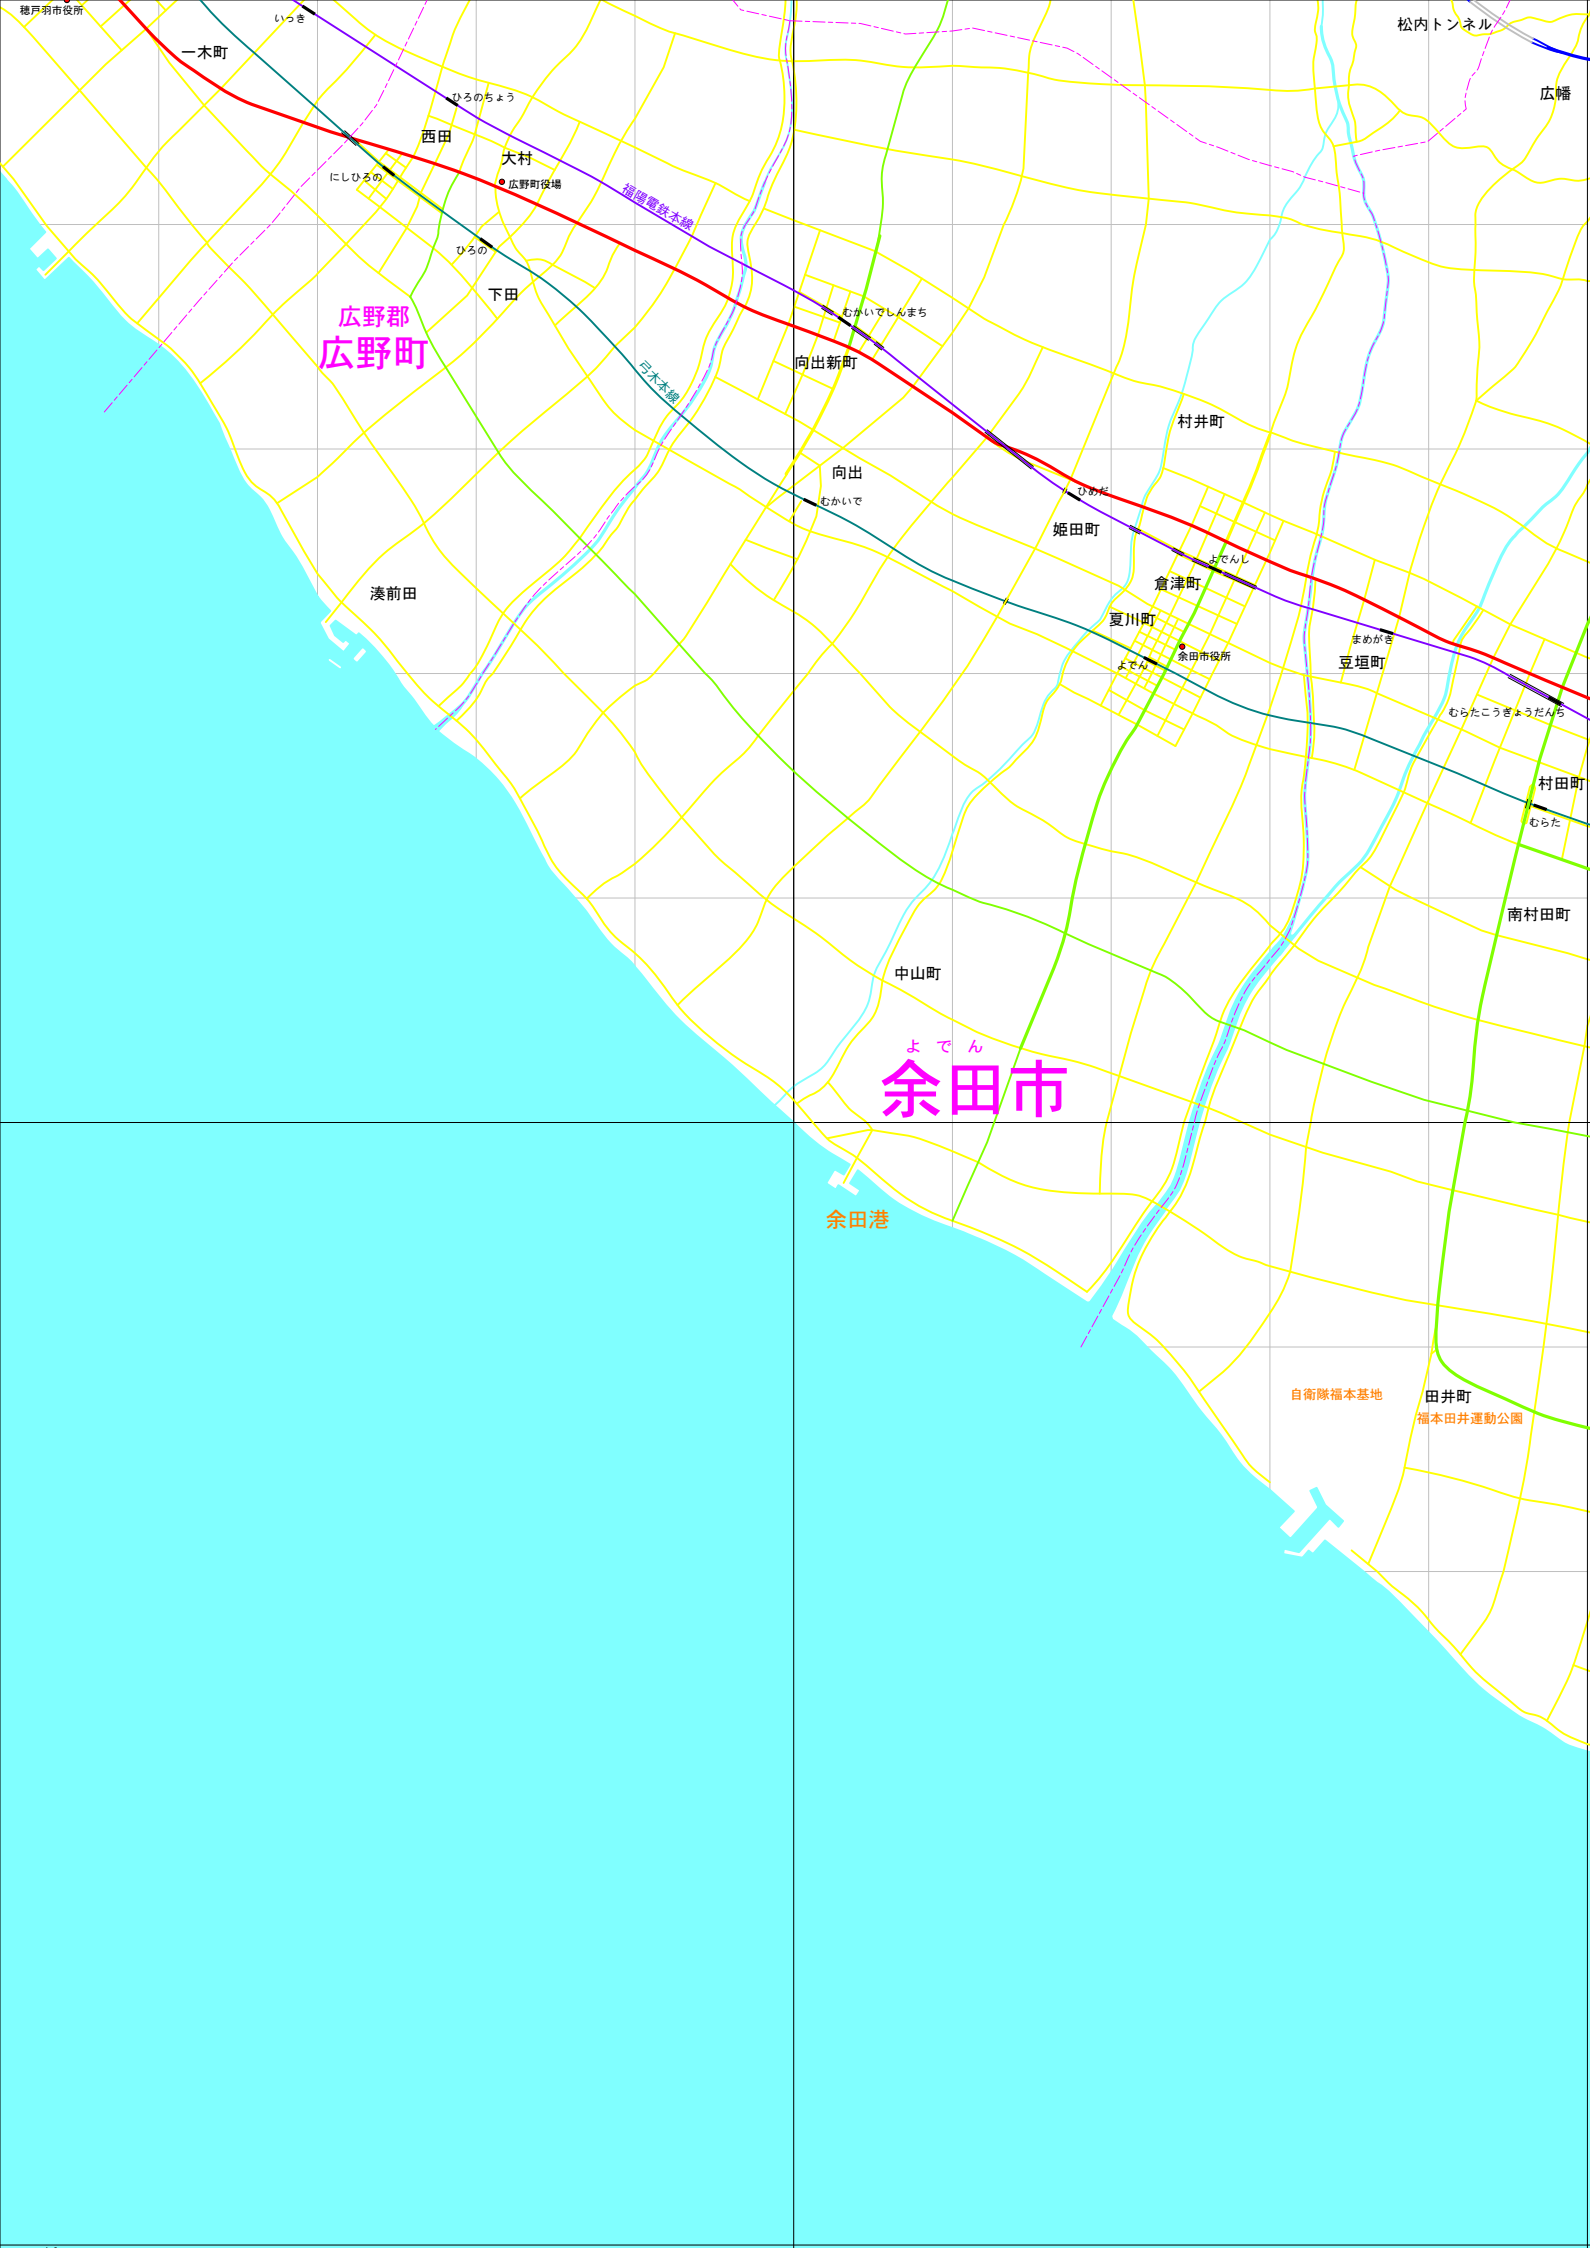 穂戸羽市役所
いっき
松内トンネル
一木町
広幡
ひろのちょう
西田
大村
にしひろの
広野町役場
福陽電鉄本線
ひろの
下田
広野郡
広野町
むかいでしんまち
向出新町
弓木本線
村井町
向出
むかいで
ひめだ
姫田町
よでんし
倉津町
湊前田
夏川町
まめがき
余田市役所
よでん
豆垣町
むらたこうぎょうだんち
村田町
むらた
南村田町
中山町
よでん
余田市
余田港
自衛隊福本基地
田井町
福本田井運動公園